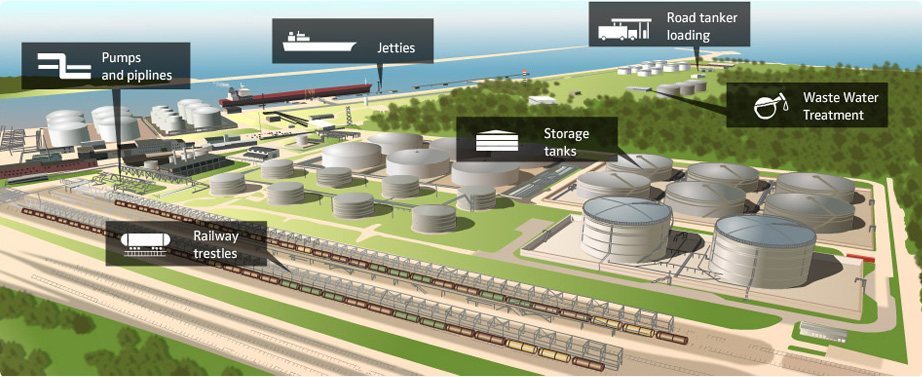 Road tanker
loading
Jetties
Pumps
and piplines
Waste Water
Treatment
Storage
tanks
Railway
trestles